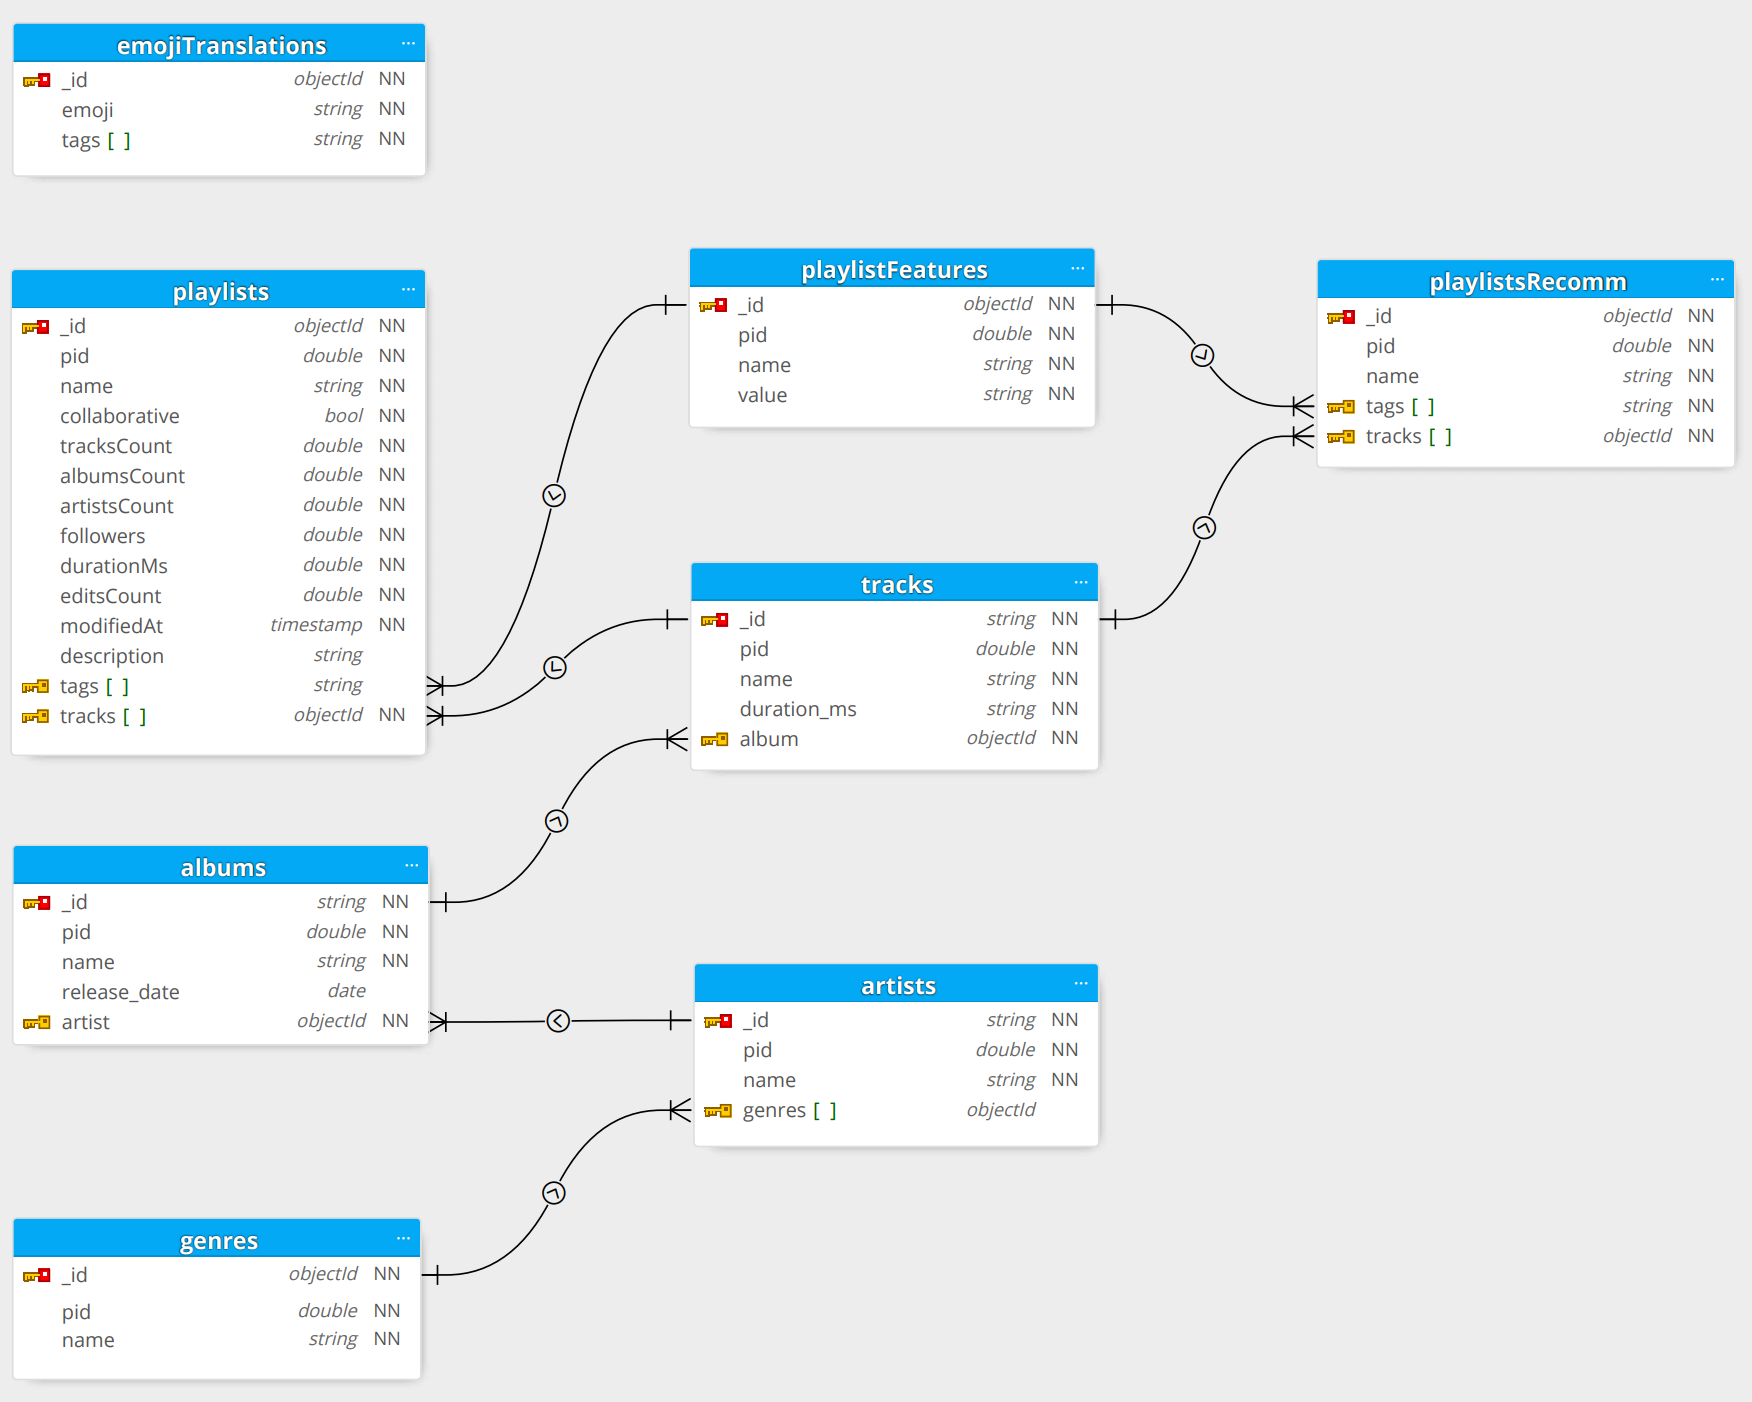 emojiTranslations ...
_id objectId NN
emoji string NN
tags [ ] string NN
playlists ...
_id objectId NN
pid double NN
name string NN
collaborative bool NN
tracksCount double NN
albumsCount double NN
artistsCount double NN
followers double NN
durationMs double NN
editsCount double NN
modifiedAt timestamp NN
description string
tags [ ] string
tracks [ ] objectId NN
playlistFeatures ...
_id objectId NN
pid double NN
name string NN
value string NN
playlistsRecomm ...
_id objectId NN
pid double NN
name string NN
tags [ ] string NN
tracks [ ] objectId NN
tracks ...
_id string NN
pid double NN
name string NN
duration_ms string NN
album objectId NN
albums ...
_id string NN
pid double NN
name string NN
release_date date
artist objectId NN
artists ...
_id string NN
pid double NN
name string NN
genres [ ] objectId
genres ...
_id objectId NN
pid double NN
name string NN